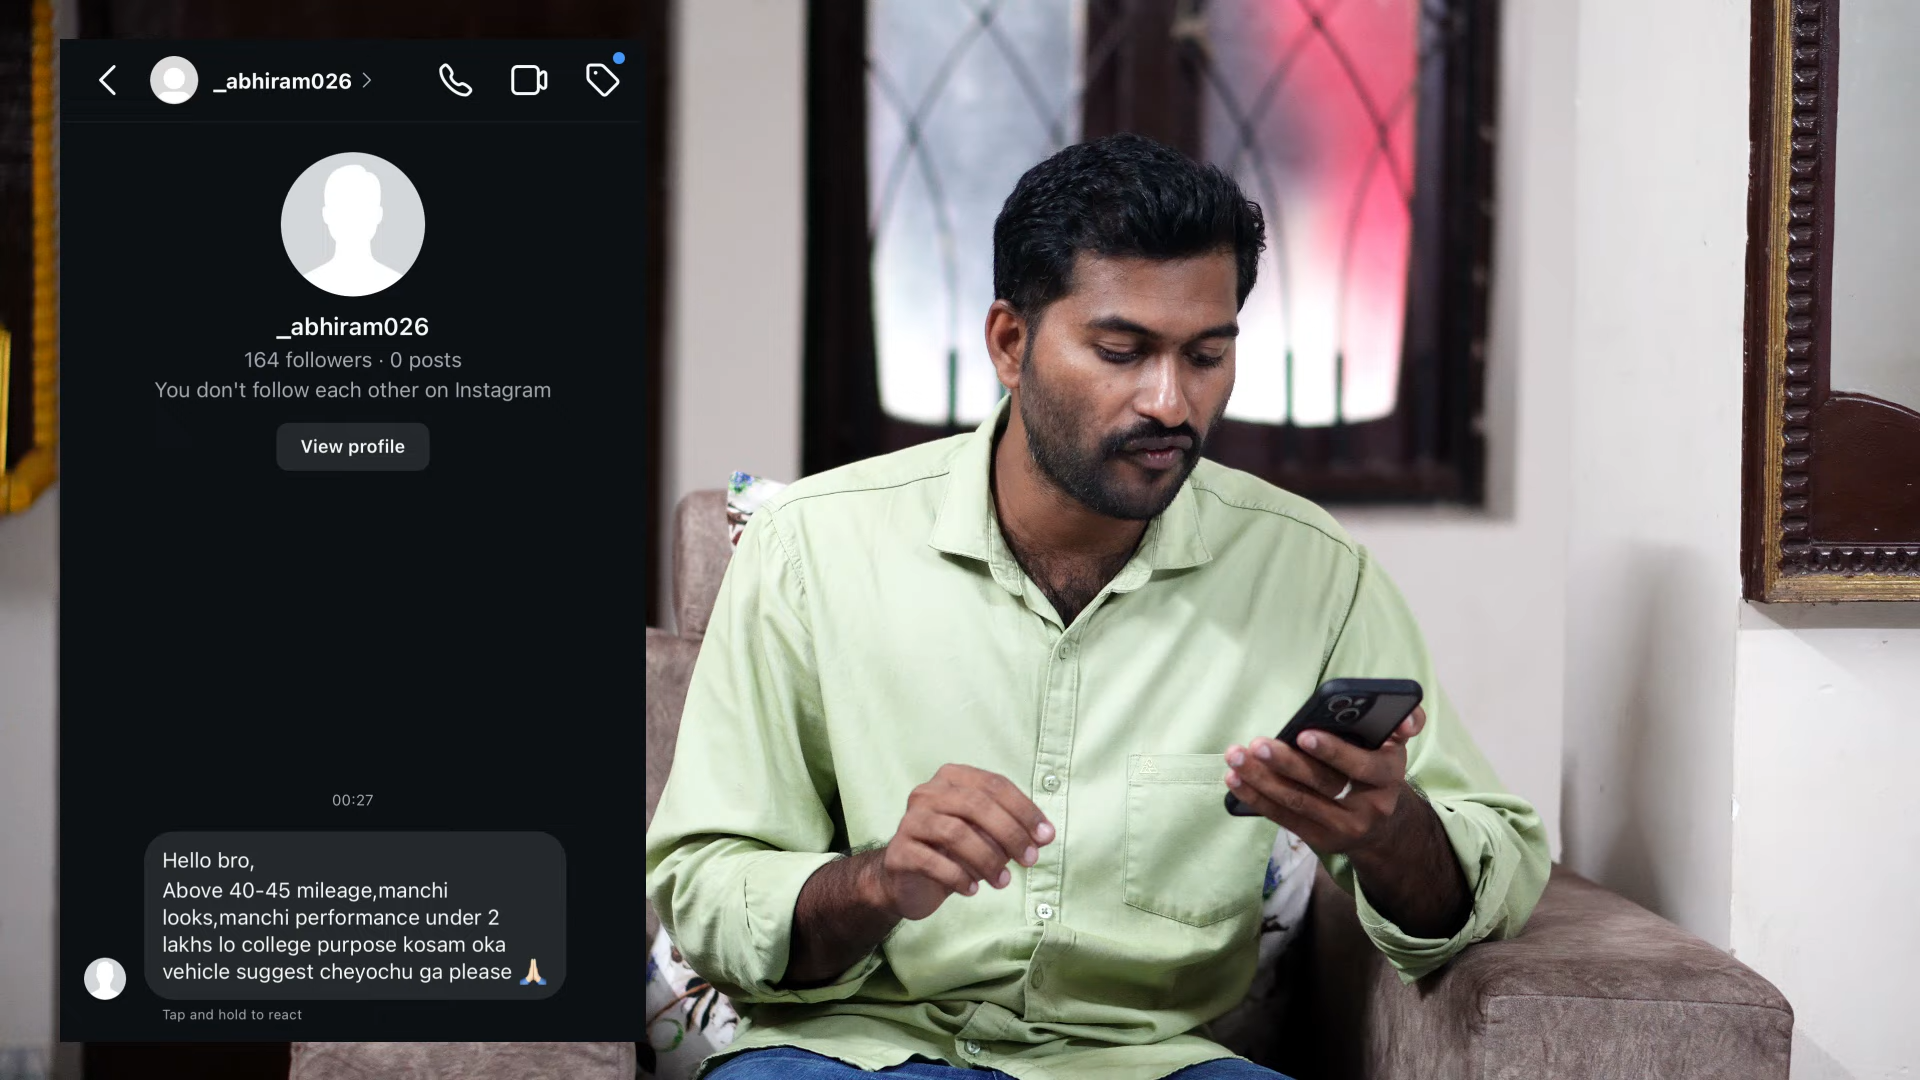 _abhiram026
_abhiram026
164 followers · 0 posts
You don't follow each other on Instagram
View profile
00:27
Hello bro,
Above 40-45 mileage,manchi
looks,manchi performance under 2
lakhs lo college purpose kosam oka
vehicle suggest cheyochu ga please 🙏🏻
Tap and hold to react